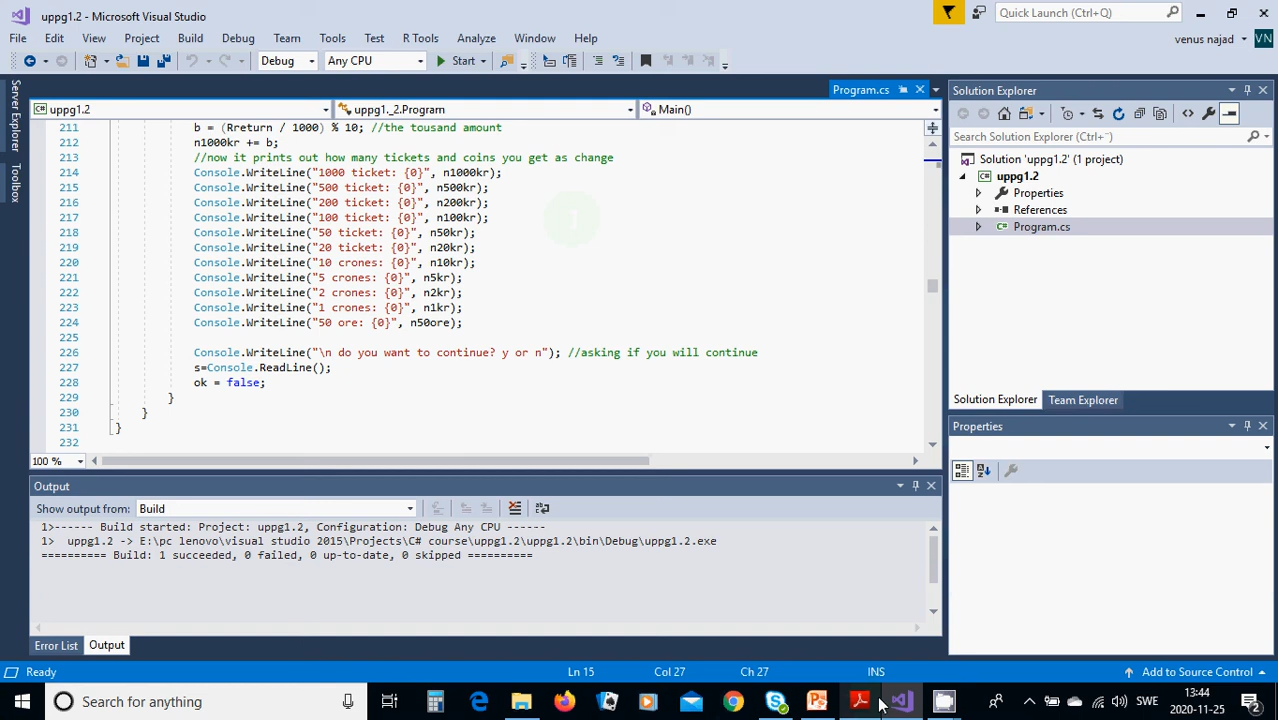 uppg1.2 - Microsoft Visual Studio
Quick Launch (Ctrl+Q)
File Edit View Project Build Debug Team Tools Test R Tools Analyze Window Help
venus najad VN
Debug Any CPU Start
Server Explorer
Toolbox
Program.cs
uppg1.2 uppg1._2.Program Main()
211 b = (Rreturn / 1000) % 10; //the tousand amount
212 n1000kr += b;
213 //now it prints out how many tickets and coins you get as change
214 Console.WriteLine("1000 ticket: {0}", n1000kr);
215 Console.WriteLine("500 ticket: {0}", n500kr);
216 Console.WriteLine("200 ticket: {0}", n200kr);
217 Console.WriteLine("100 ticket: {0}", n100kr);
218 Console.WriteLine("50 ticket: {0}", n50kr);
219 Console.WriteLine("20 ticket: {0}", n20kr);
220 Console.WriteLine("10 crones: {0}", n10kr);
221 Console.WriteLine("5 crones: {0}", n5kr);
222 Console.WriteLine("2 crones: {0}", n2kr);
223 Console.WriteLine("1 crones: {0}", n1kr);
224 Console.WriteLine("50 ore: {0}", n50ore);
225
226 Console.WriteLine("\n do you want to continue? y or n"); //asking if you will continue
227 s=Console.ReadLine();
228 ok = false;
229 }
230 }
231 }
232
100 %
Solution Explorer
Search Solution Explorer (Ctrl+¨)
Solution 'uppg1.2' (1 project)
uppg1.2
Properties
References
Program.cs
Solution Explorer Team Explorer
Properties
Output
Show output from: Build
1>------ Build started: Project: uppg1.2, Configuration: Debug Any CPU ------
1> uppg1.2 -> E:\pc lenovo\visual studio 2015\Projects\C# course\uppg1.2\uppg1.2\bin\Debug\uppg1.2.exe
========== Build: 1 succeeded, 0 failed, 0 up-to-date, 0 skipped ==========
Error List Output
Ready Ln 15 Col 27 Ch 27 INS Add to Source Control
Search for anything
SWE
13:44
2020-11-25
2